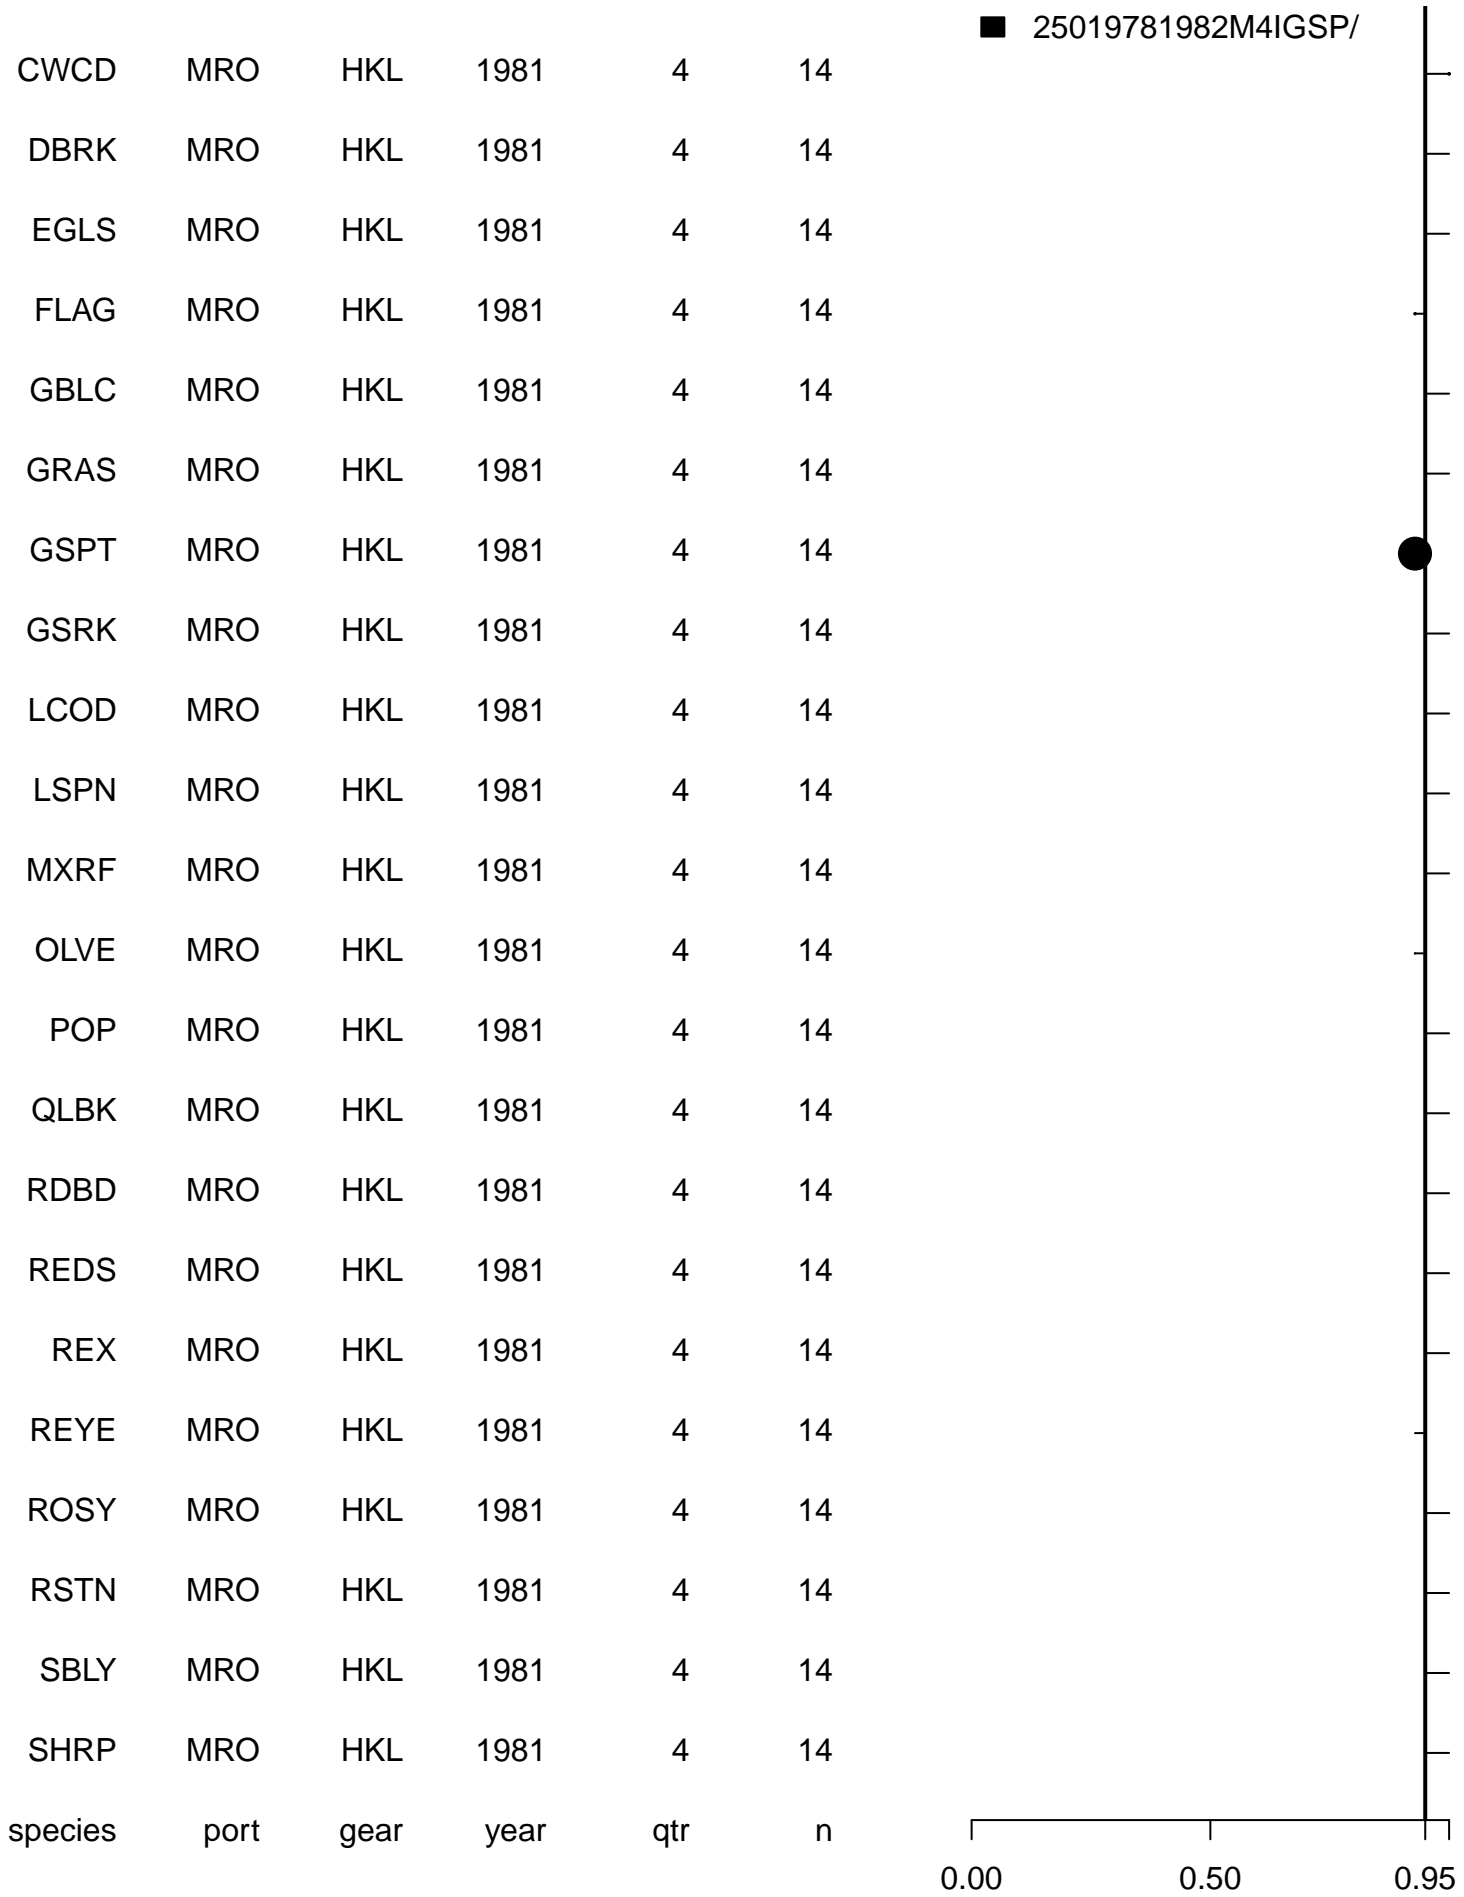 25019781982M4IGSP/
CWCD MRO HKL 1981 4 14
DBRK MRO HKL 1981 4 14
EGLS MRO HKL 1981 4 14
FLAG MRO HKL 1981 4 14
GBLC MRO HKL 1981 4 14
GRAS MRO HKL 1981 4 14
GSPT MRO HKL 1981 4 14
GSRK MRO HKL 1981 4 14
LCOD MRO HKL 1981 4 14
LSPN MRO HKL 1981 4 14
MXRF MRO HKL 1981 4 14
OLVE MRO HKL 1981 4 14
POP MRO HKL 1981 4 14
QLBK MRO HKL 1981 4 14
RDBD MRO HKL 1981 4 14
REDS MRO HKL 1981 4 14
REX MRO HKL 1981 4 14
REYE MRO HKL 1981 4 14
ROSY MRO HKL 1981 4 14
RSTN MRO HKL 1981 4 14
SBLY MRO HKL 1981 4 14
SHRP MRO HKL 1981 4 14
species port gear year qtr n
0.00 0.50 0.95